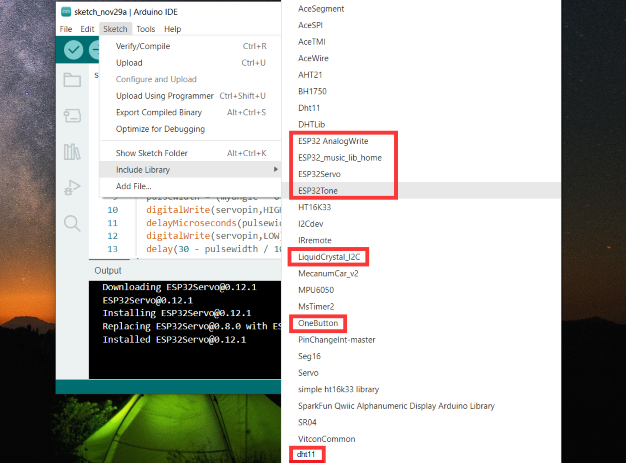 sketch_nov29a | Arduino IDE
File Edit Sketch Tools Help
Verify/Compile Ctrl+R
Upload Ctrl+U
Configure and Upload
Upload Using Programmer Ctrl+Shift+U
Export Compiled Binary Alt+Ctrl+S
Optimize for Debugging
Show Sketch Folder Alt+Ctrl+K
Include Library
Add File...
10 digitalWrite(servopin,HIG
11 delayMicroseconds(pulsewid
12 digitalWrite(servopin,LOW)
13 delay(30 - pulsewidth / 10
Output
Downloading ESP32Servo@0.12.1
ESP32Servo@0.12.1
Installing ESP32Servo@0.12.1
Replacing ESP32Servo@0.8.0 with ES
Installed ESP32Servo@0.12.1
AceSegment
AceSPI
AceTMI
AceWire
AHT21
BH1750
Dht11
DHTLib
ESP32 AnalogWrite
ESP32_music_lib_home
ESP32Servo
ESP32Tone
HT16K33
I2Cdev
IRremote
LiquidCrystal_I2C
MecanumCar_v2
MPU6050
MsTimer2
OneButton
PinChangeInt-master
Seg16
Servo
simple ht16k33 library
SparkFun Qwiic Alphanumeric Display Arduino Library
SR04
VitconCommon
dht11